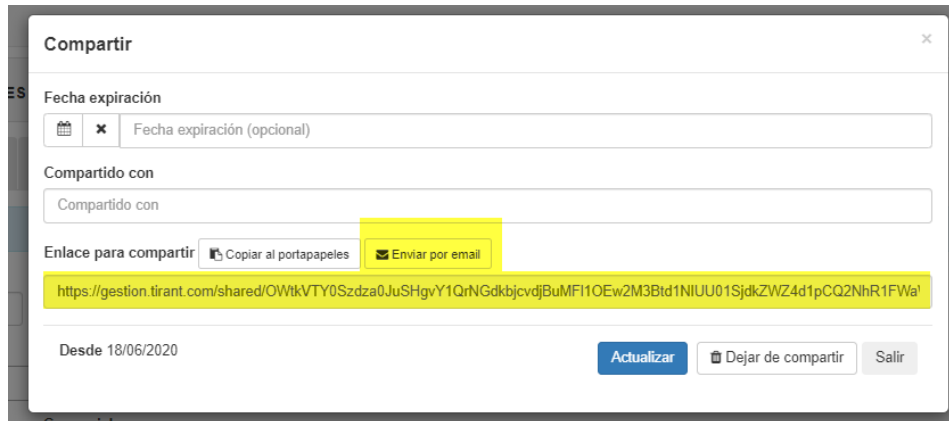 Compartir
×
ES
Fecha expiración
Fecha expiración (opcional)
Compartido con
Compartido con
Enlace para compartir Copiar al portapapeles Enviar por email
https://gestion.tirant.com/shared/OWtkVTY0Szdza0JuSHgvY1QrNGdkbjcvdjBuMFl1OEw2M3Btd1NIUU01SjdkZWZ4d1pCQ2NhR1FWa
Desde 18/06/2020 Actualizar Dejar de compartir Salir